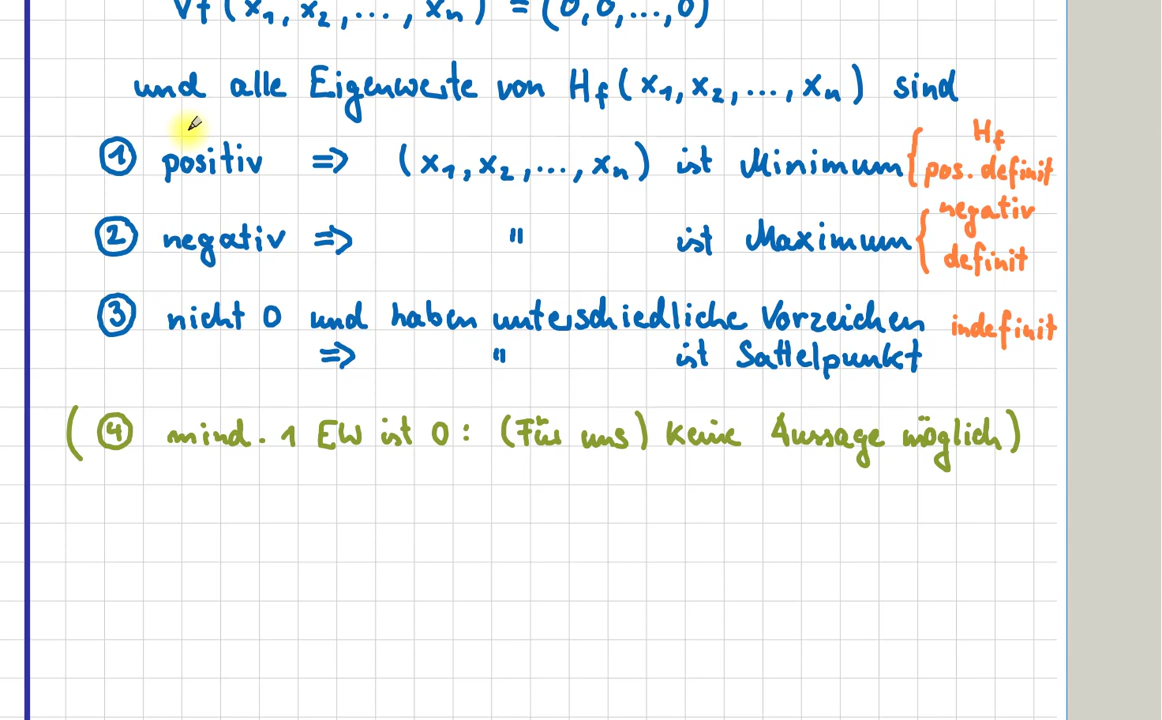 ∇f(x₁, x₂, ..., xₙ) = (0, 0, ..., 0)
und alle Eigenwerte von H_f(x₁, x₂, ..., xₙ) sind
① positiv => (x₁, x₂, ..., xₙ) ist Minimum { H_f pos. definit
② negativ => " ist Maximum { negativ definit
③ nicht 0 und haben unterschiedliche Vorzeichen indefinit
=> " ist Sattelpunkt
(④ mind. 1 EW ist 0: (Für uns) keine Aussage möglich)